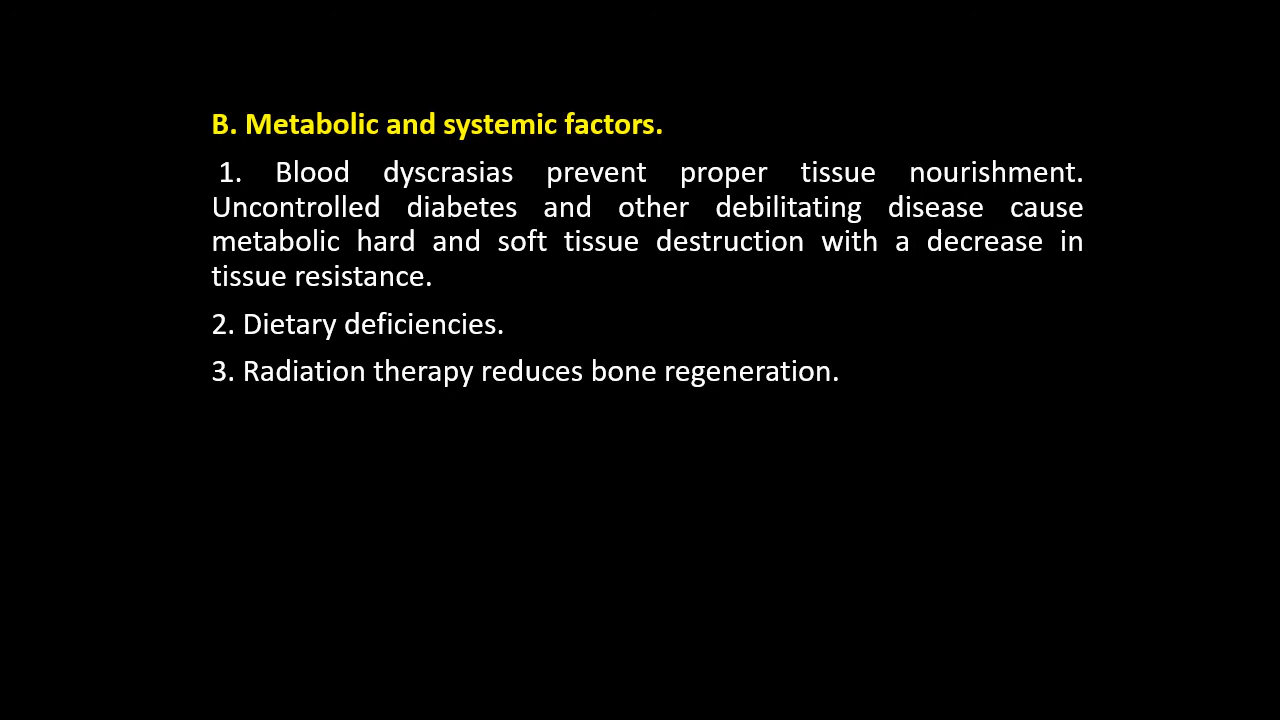 B. Metabolic and systemic factors.
1. Blood dyscrasias prevent proper tissue nourishment.
Uncontrolled diabetes and other debilitating disease cause
metabolic hard and soft tissue destruction with a decrease in
tissue resistance.
2. Dietary deficiencies.
3. Radiation therapy reduces bone regeneration.